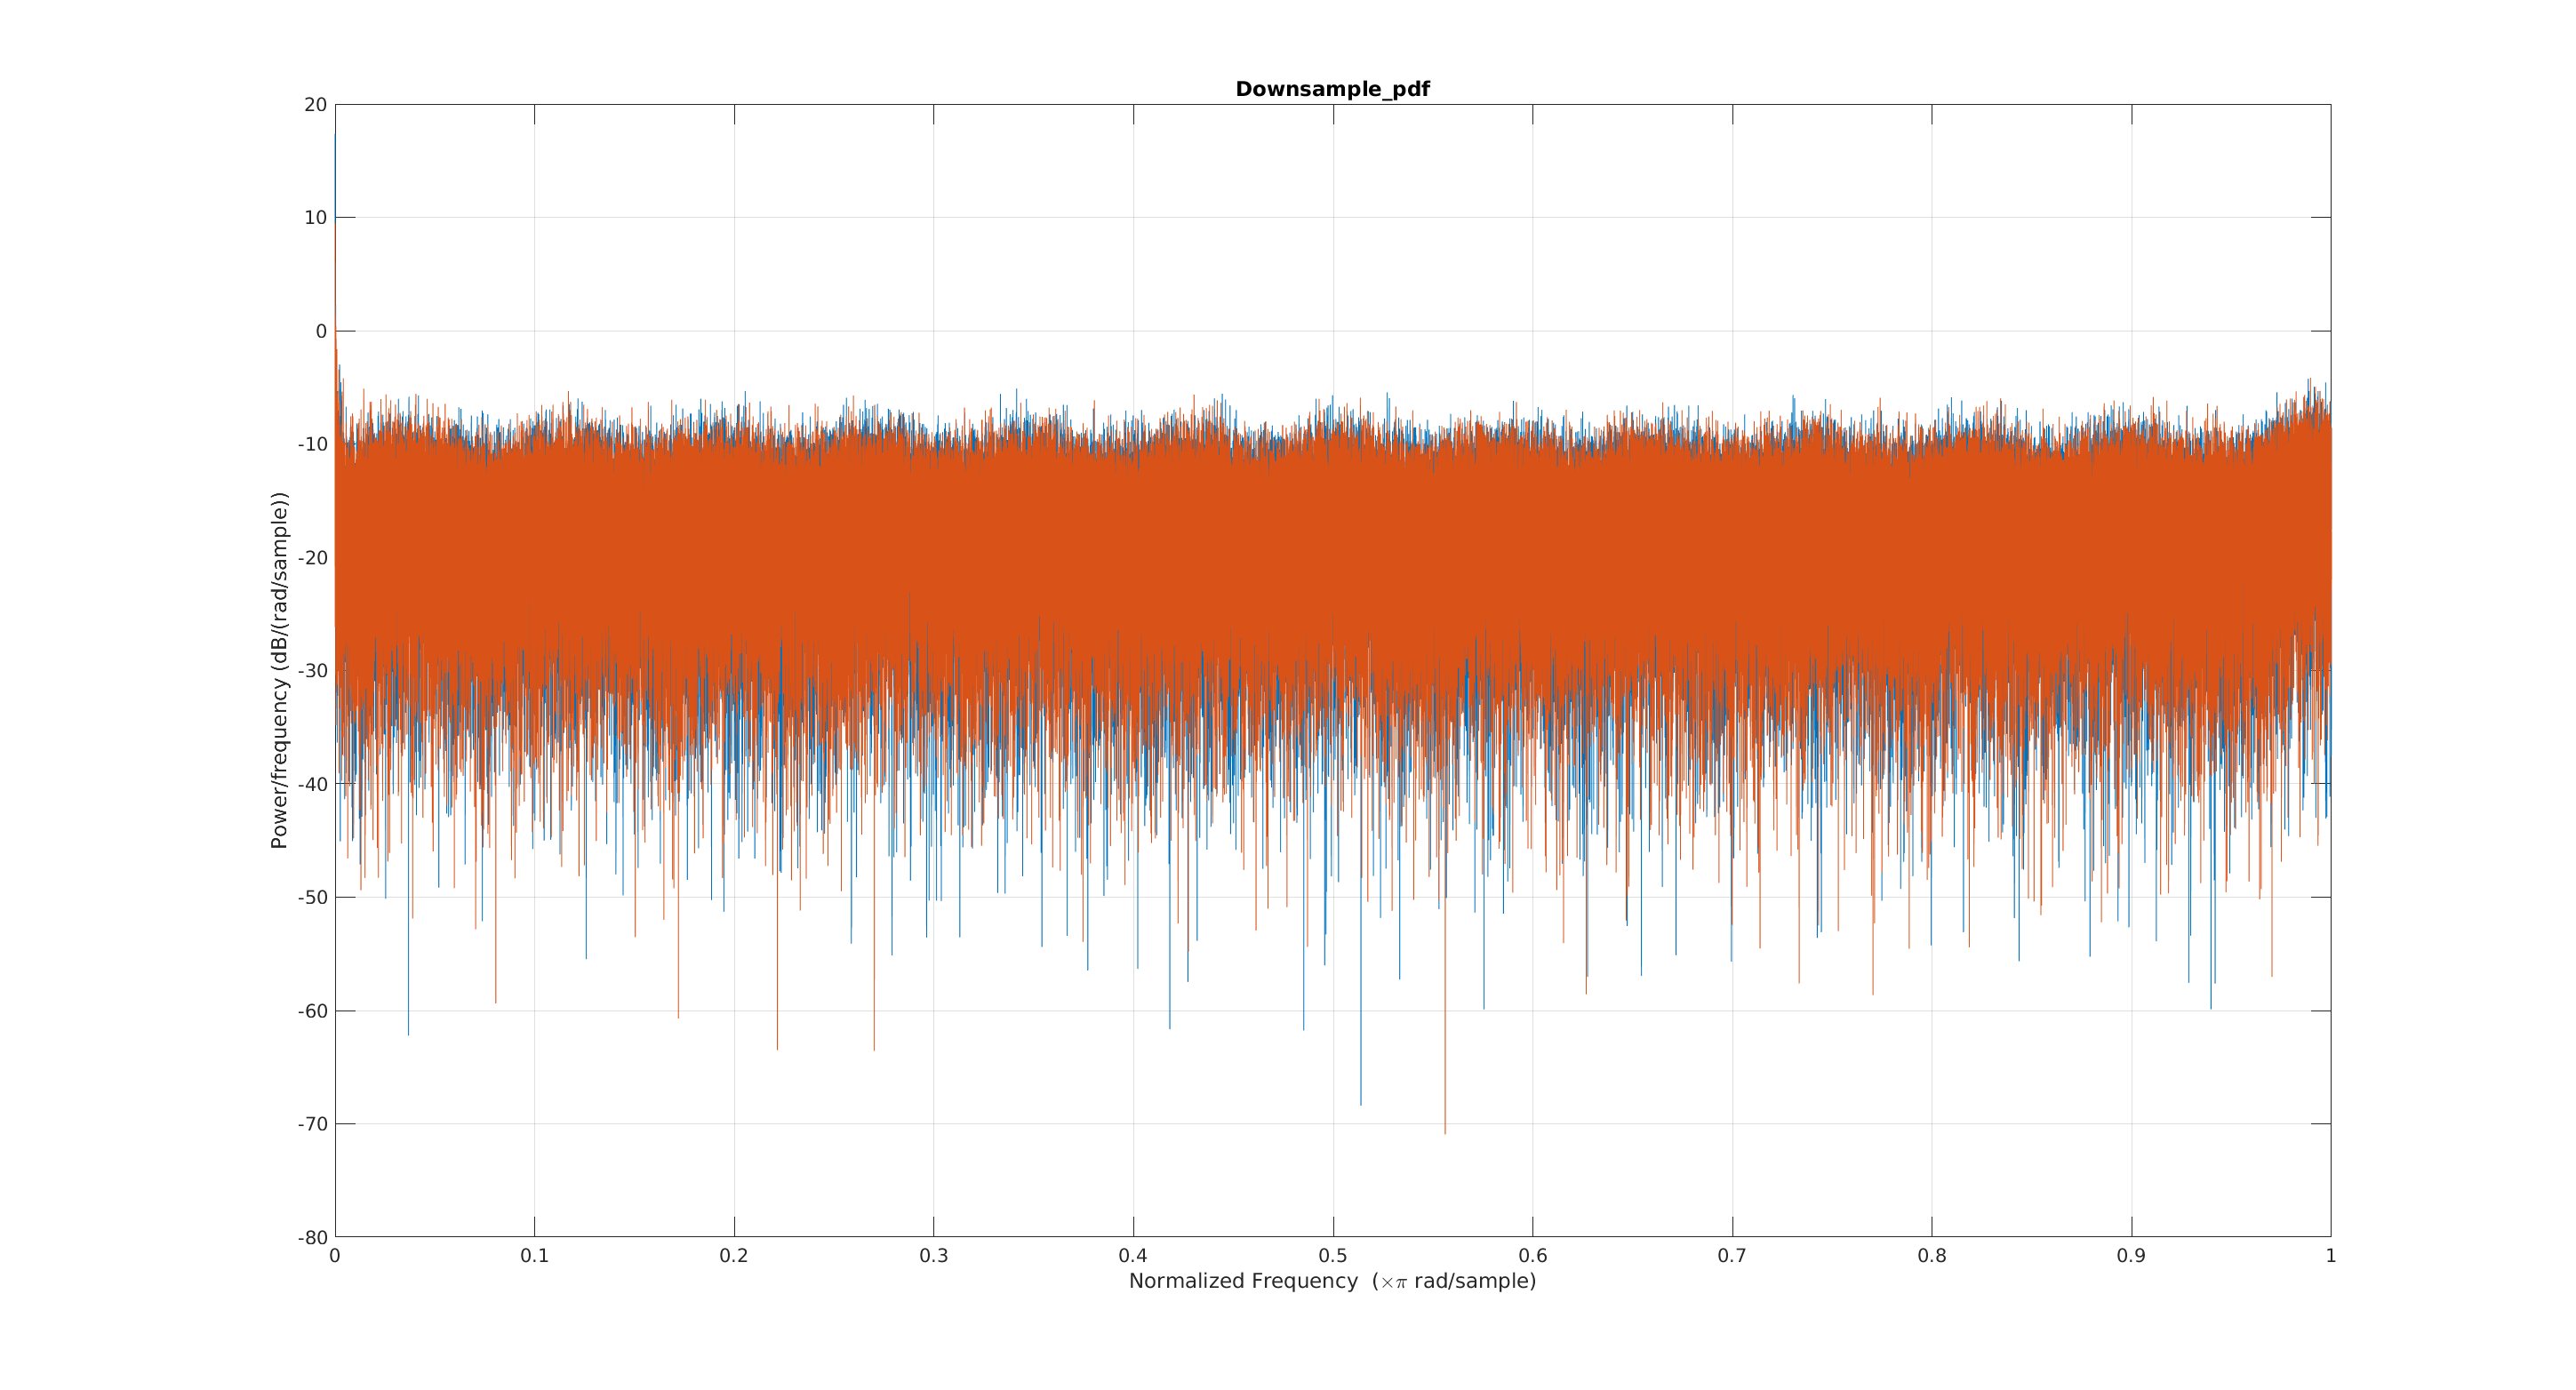 Downsample_pdf
20
10
0
-10
-20
-30
-40
-50
-60
-70
-80
Power/frequency (dB/(rad/sample))
0 0.1 0.2 0.3 0.4 0.5 0.6 0.7 0.8 0.9 1
Normalized Frequency (×π rad/sample)